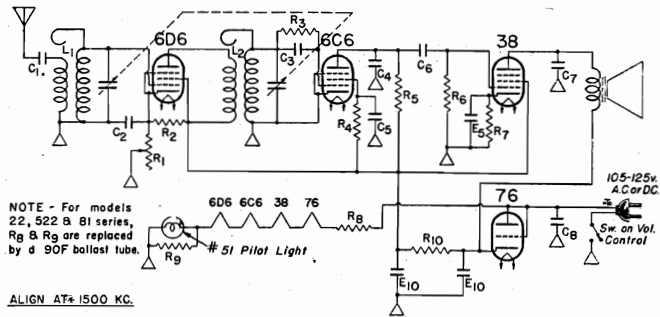 6D6
6C6
38
L1
L2
R3
C3
C1.
C4
C6
C7
C2
R2
R4
C5
R5
R6
E5
R7
R1
105-125v.
A.C or DC.
NOTE - For models
22, 522 & 81 series,
R8 & R9 are replaced
by d 90F ballast tube.
6D6 6C6 38 76
R8
76
C8
Sw. on Vol.
Control
#51 Pilot Light
R9
R10
E10
E10
ALIGN AT* 1500 KC.